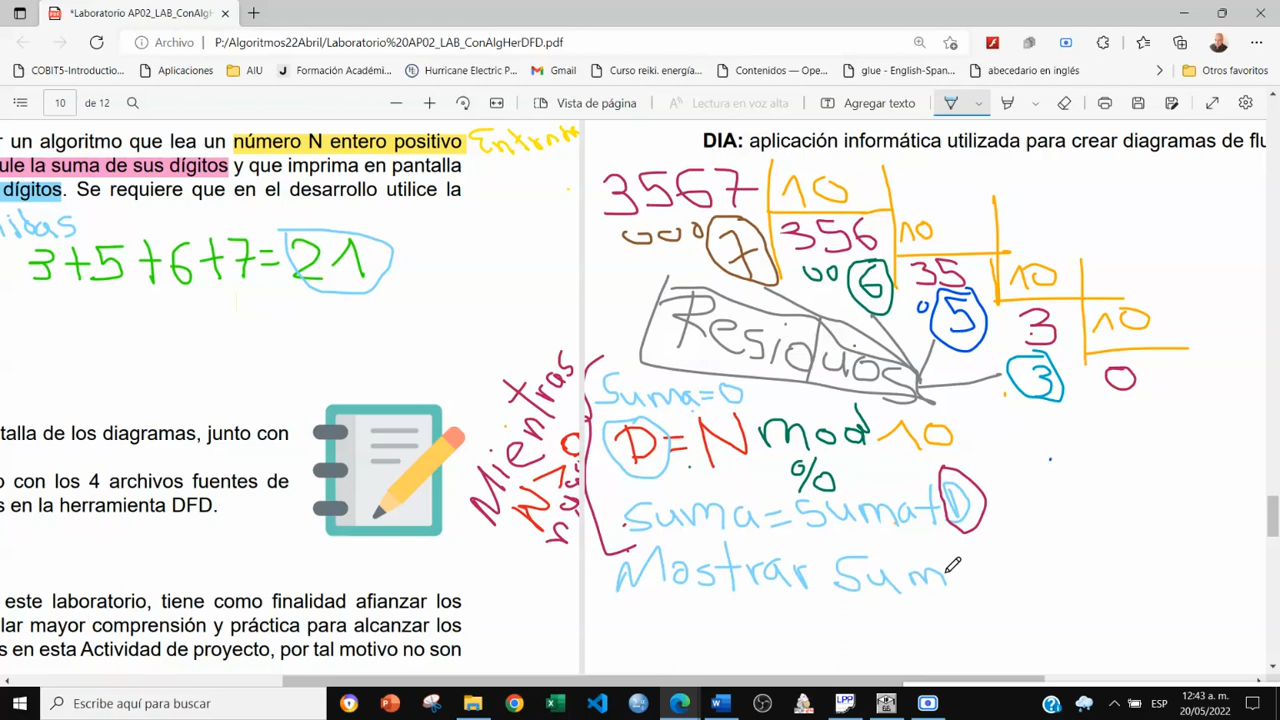 *Laboratorio AP02_LAB_ConAlgHer
Archivo P:/Algoritmos22Abril/Laboratorio%20AP02_LAB_ConAlgHerDFD.pdf
COBIT5-Introductio... Aplicaciones AIU Formación Académi... Hurricane Electric P... Gmail Curso reiki. energía... Contenidos — Ope... glue - English-Span... abecedario en inglés Otros favoritos
10 de 12 Vista de página Lectura en voz alta Agregar texto
r un algoritmo que lea un número N entero positivo
ule la suma de sus dígitos y que imprima en pantalla
dígitos. Se requiere que en el desarrollo utilice la
3+5+6+7=21
talla de los diagramas, junto con
o con los 4 archivos fuentes de
s en la herramienta DFD.
este laboratorio, tiene como finalidad afianzar los
lar mayor comprensión y práctica para alcanzar los
s en esta Actividad de proyecto, por tal motivo no son
DIA: aplicación informática utilizada para crear diagramas de flu
3567 10
000 7 356 10
00 6 35 10
0 5 3 10
3 0
Residuos
Mientras
N>0
Suma=0
D=N mod 10
%
Suma=Suma+D
Mostrar Sum
Escribe aquí para buscar
ESP
12:43 a. m.
20/05/2022